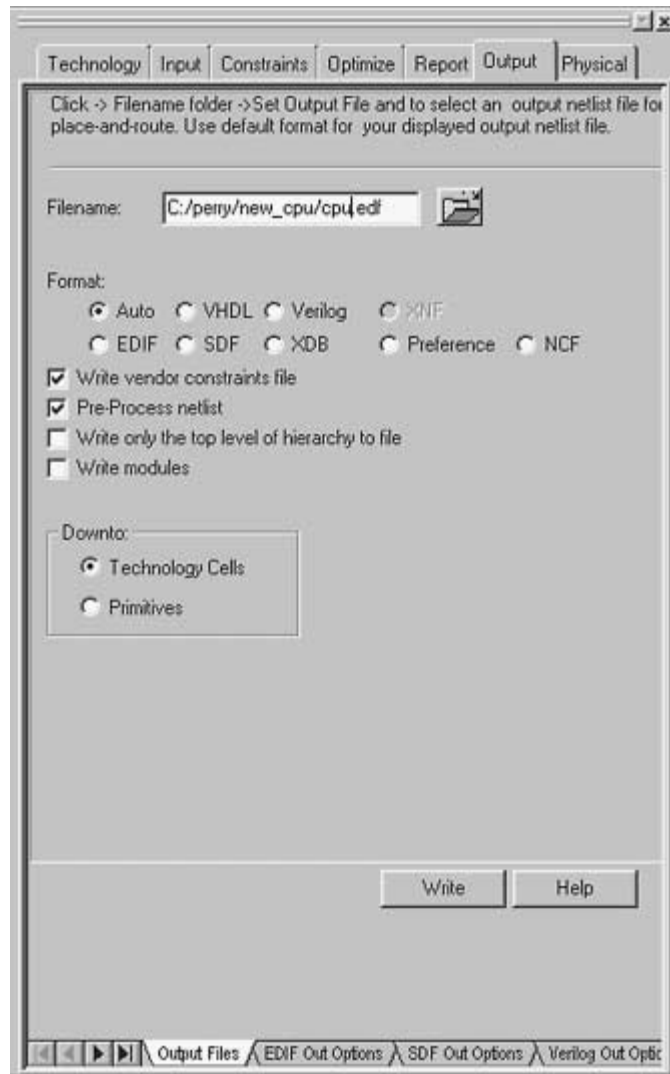 Technology Input Constraints Optimize Report Output Physical
Click -> Filename folder ->Set Output File and to select an output netlist file for
place-and-route. Use default format for your displayed output netlist file.
Filename: C:/perry/new_cpu/cpu.edf
Format:
Auto VHDL Verilog XNF
EDIF SDF XDB Preference NCF
Write vendor constraints file
Pre-Process netlist
Write only the top level of hierarchy to file
Write modules
Downto:
Technology Cells
Primitives
Write Help
Output Files EDIF Out Options SDF Out Options Verilog Out Optio